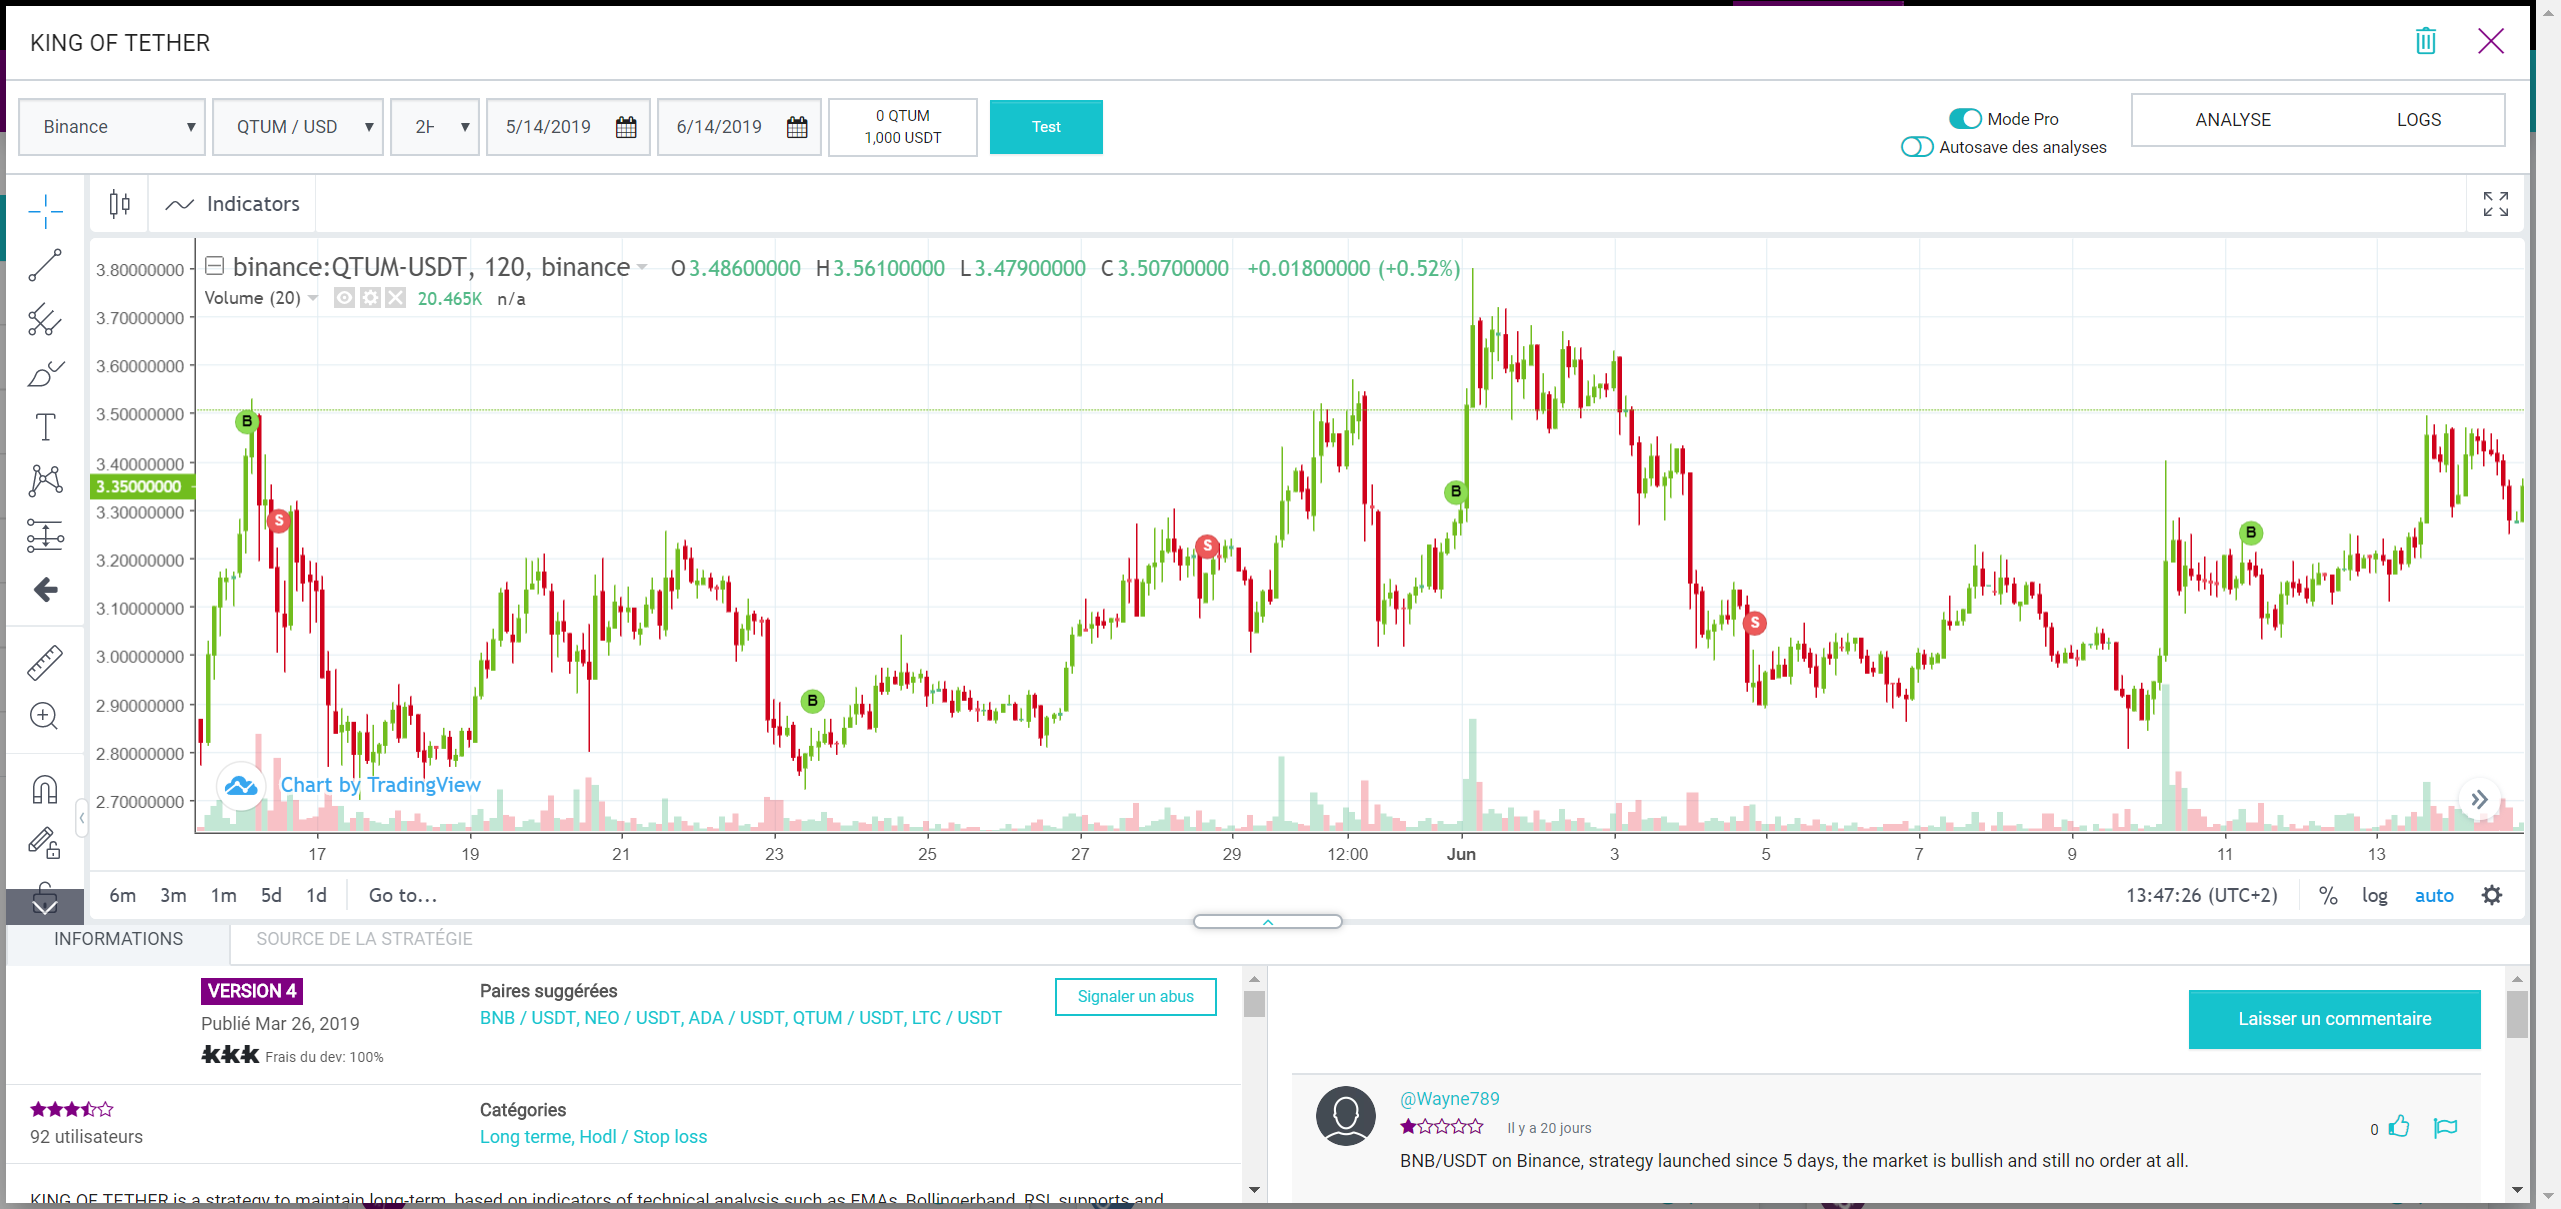 KING OF TETHER
Binance
QTUM / USD
2H
5/14/2019
6/14/2019
0 QTUM
1,000 USDT
Test
Mode Pro
Autosave des analyses
ANALYSE
LOGS
Indicators
binance:QTUM-USDT, 120, binance O 3.48600000 H 3.56100000 L 3.47900000 C 3.50700000 +0.01800000 (+0.52%)
Volume (20) 20.465K n/a
3.80000000
3.70000000
3.60000000
3.50000000
3.40000000
3.35000000
3.30000000
3.20000000
3.10000000
3.00000000
2.90000000
2.80000000
2.70000000
B
S
B
S
B
S
B
Chart by TradingView
17 19 21 23 25 27 29 12:00 Jun 3 5 7 9 11 13
6m 3m 1m 5d 1d Go to...
13:47:26 (UTC+2) % log auto
INFORMATIONS
SOURCE DE LA STRATÉGIE
VERSION 4
Publié Mar 26, 2019
Frais du dev: 100%
Paires suggérées
BNB / USDT, NEO / USDT, ADA / USDT, QTUM / USDT, LTC / USDT
Signaler un abus
92 utilisateurs
Catégories
Long terme, Hodl / Stop loss
KING OF TETHER is a strategy to maintain long-term, based on indicators of technical analysis such as EMAs, Bollingerband, RSI, supports and
Laisser un commentaire
@Wayne789
Il y a 20 jours
0
BNB/USDT on Binance, strategy launched since 5 days, the market is bullish and still no order at all.